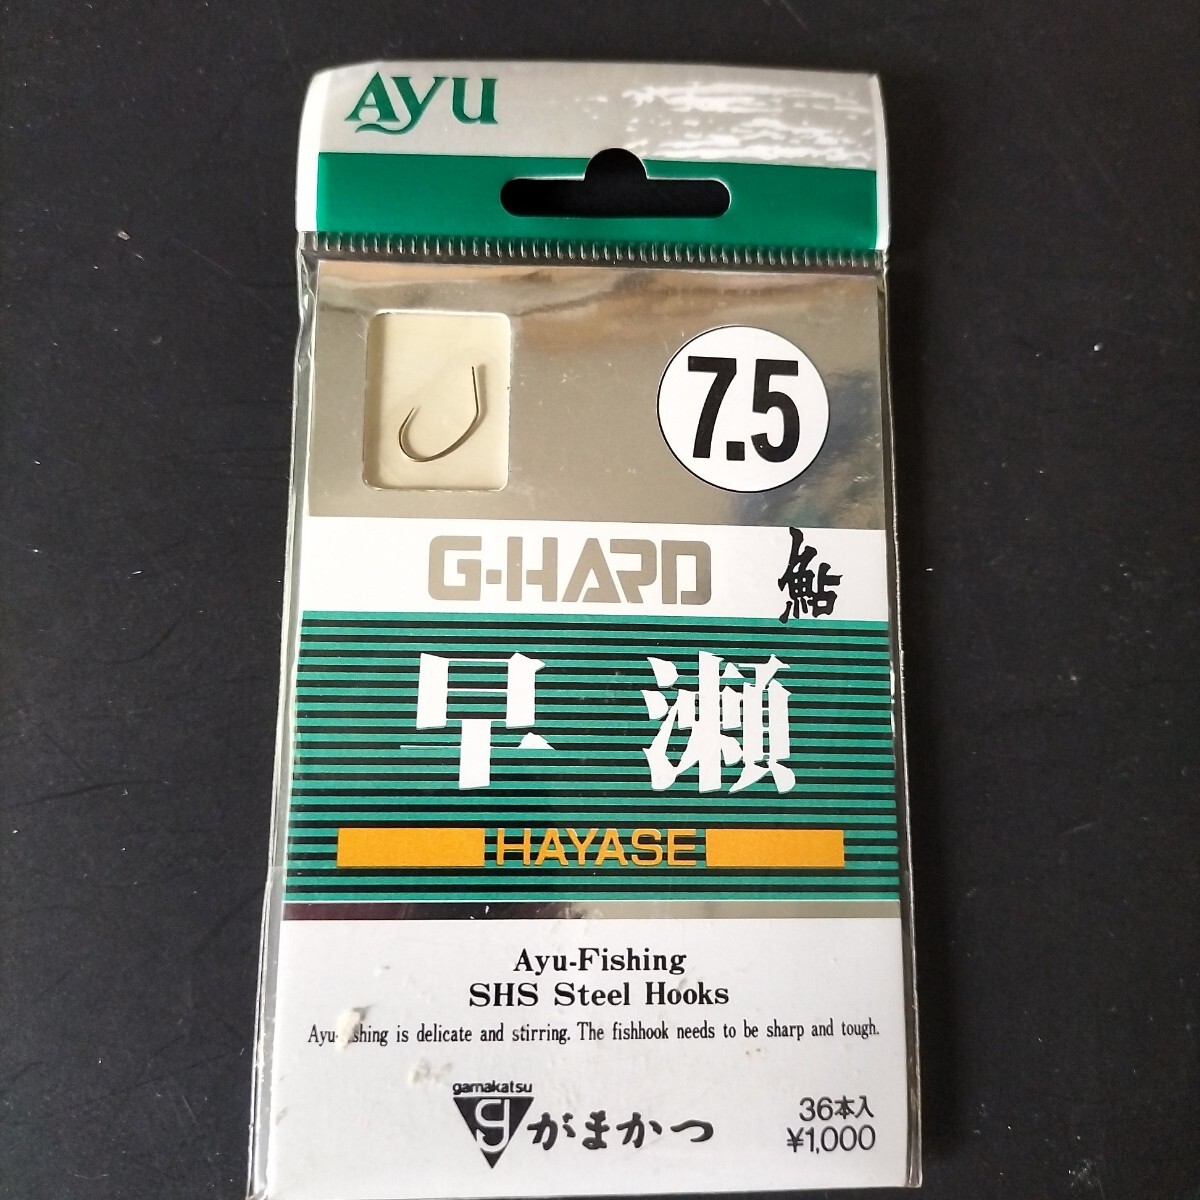 Ayu
7.5
G-HARD 鮎
早瀬
HAYASE
Ayu-Fishing
SHS Steel Hooks
Ayu-Fishing is delicate and stirring. The fishhook needs to be sharp and tough.
gamakatsu
g がまかつ
36本入
¥1,000